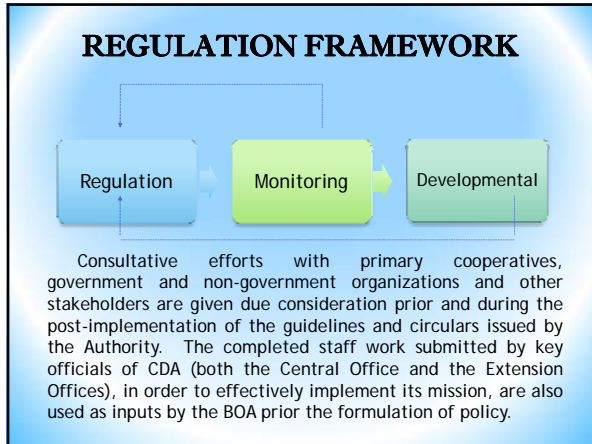 REGULATION FRAMEWORK
Regulation
Monitoring
Developmental
Consultative efforts with primary cooperatives,
government and non-government organizations and other
stakeholders are given due consideration prior and during the
post-implementation of the guidelines and circulars issued by
the Authority. The completed staff work submitted by key
officials of CDA (both the Central Office and the Extension
Offices), in order to effectively implement its mission, are also
used as inputs by the BOA prior the formulation of policy.